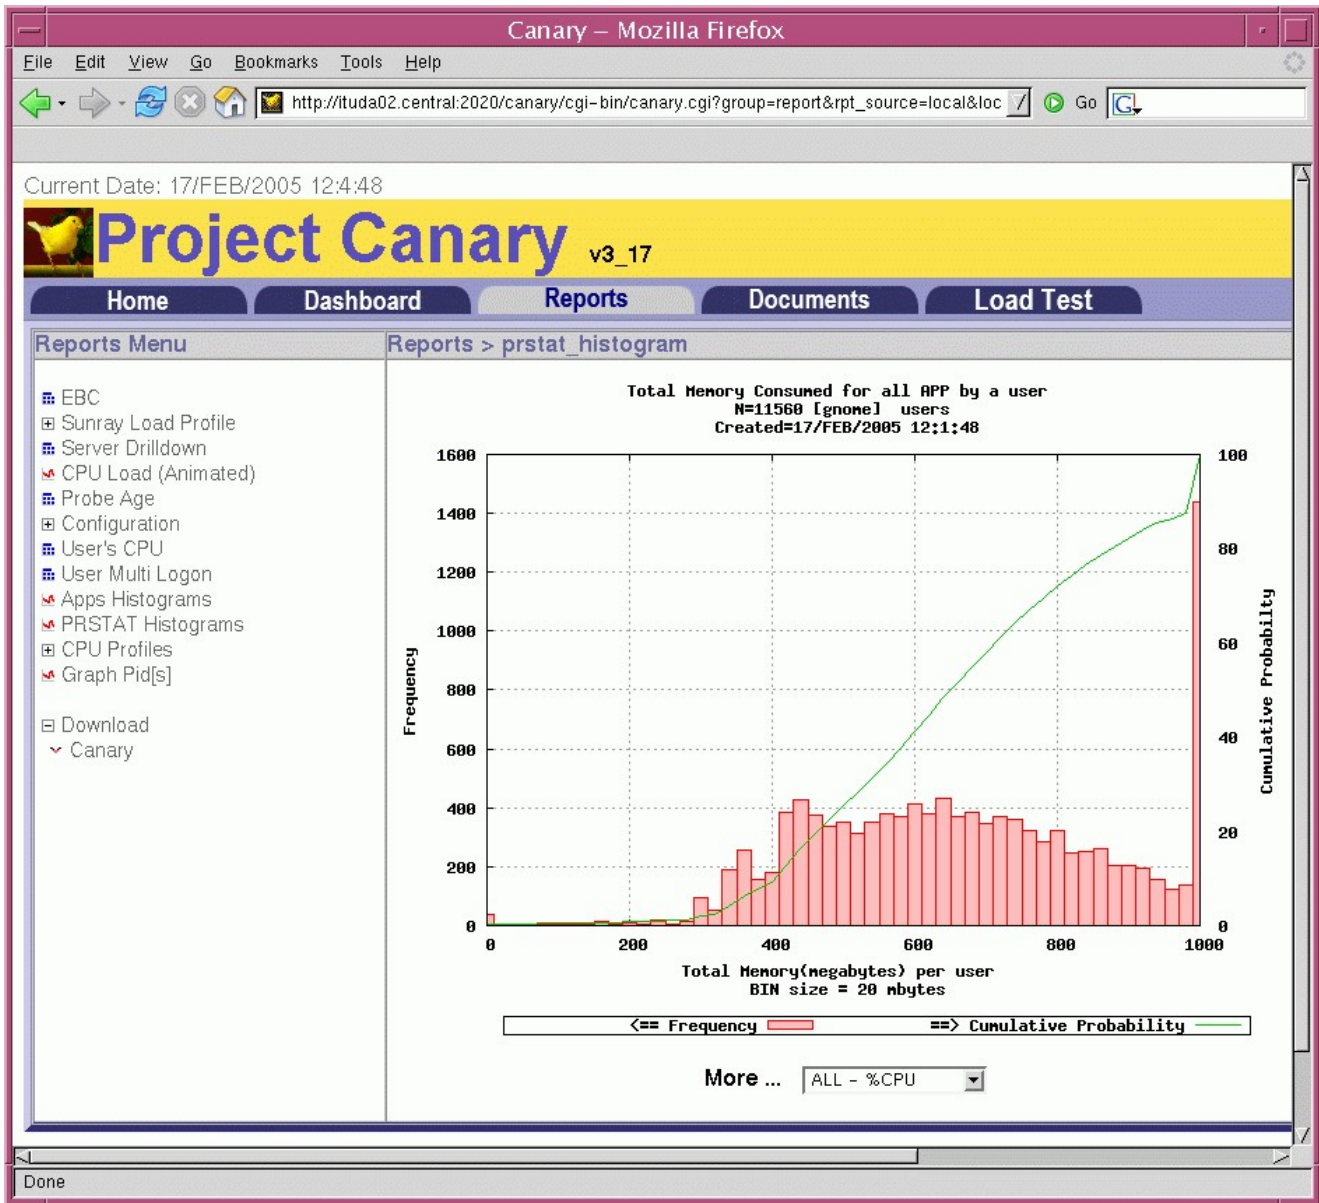 Canary – Mozilla Firefox
File Edit View Go Bookmarks Tools Help
http://ituda02.central:2020/canary/cgi-bin/canary.cgi?group=report&rpt_source=local&loc Go G
Current Date: 17/FEB/2005 12:4:48
Project Canary v3_17
Home Dashboard Reports Documents Load Test
Reports Menu
EBC
Sunray Load Profile
Server Drilldown
CPU Load (Animated)
Probe Age
Configuration
User's CPU
User Multi Logon
Apps Histograms
PRSTAT Histograms
CPU Profiles
Graph Pid[s]
Download
Canary
Reports > prstat_histogram
Total Memory Consumed for all APP by a user
N=11560 [gnome] users
Created=17/FEB/2005 12:1:48
1600
1400
1200
1000
800
600
400
200
0
Frequency
100
80
60
40
20
0
Cumulative Probabilty
0 200 400 600 800 1000
Total Memory(megabytes) per user
BIN size = 20 mbytes
<== Frequency ==> Cumulative Probability
More ... ALL - %CPU
Done